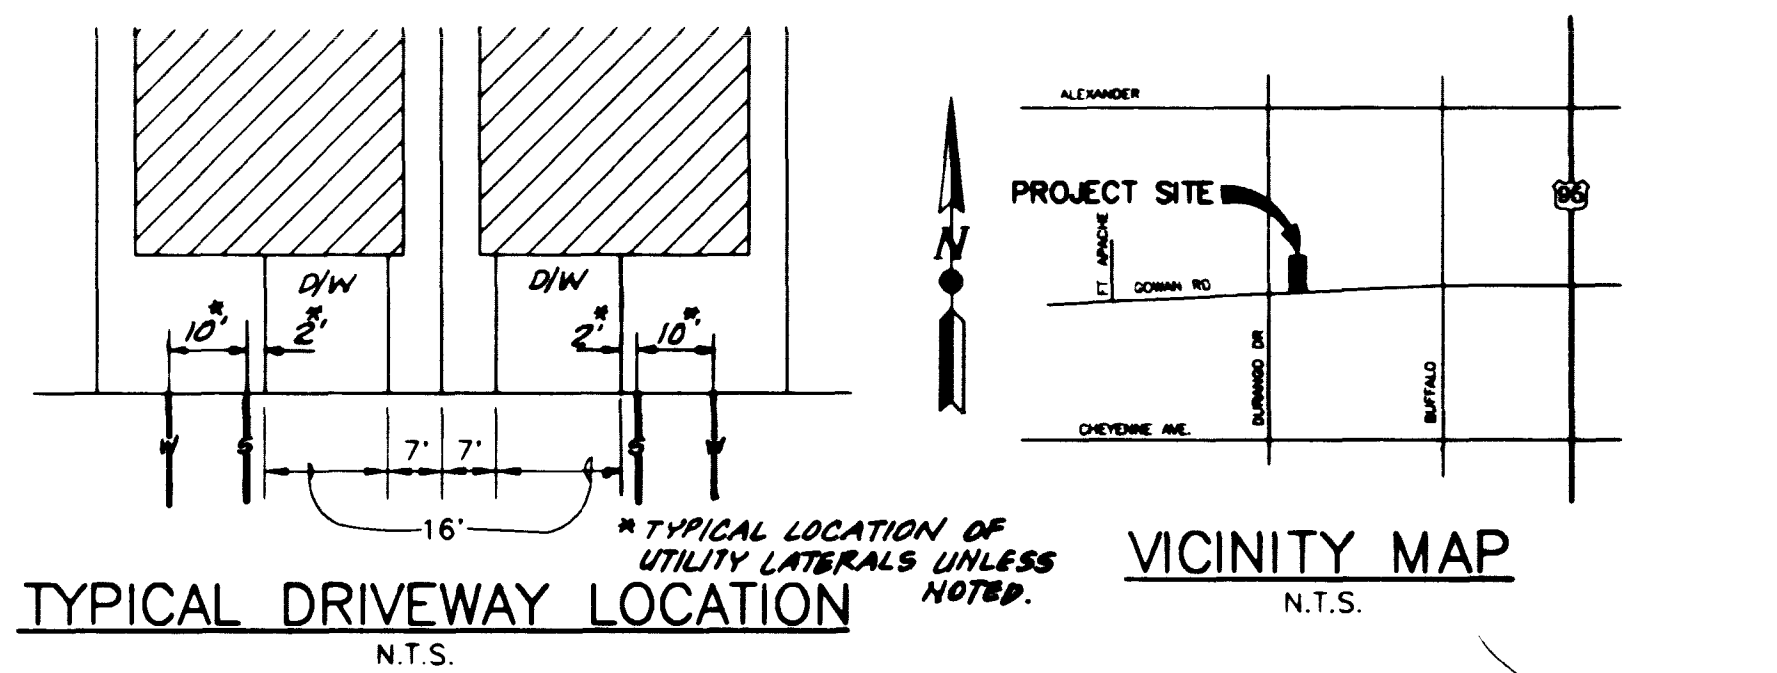 D/W
D/W
10'*
2'*
2'*
10'*
W
S
S
W
7'
7'
16'
* TYPICAL LOCATION OF
UTILITY LATERALS UNLESS
NOTED.
TYPICAL DRIVEWAY LOCATION
N.T.S.
N
ALEXANDER
PROJECT SITE
95
FT APACHE
GOWAN RD
DURANGO DR
BUFFALO
CHEYENNE AVE.
VICINITY MAP
N.T.S.